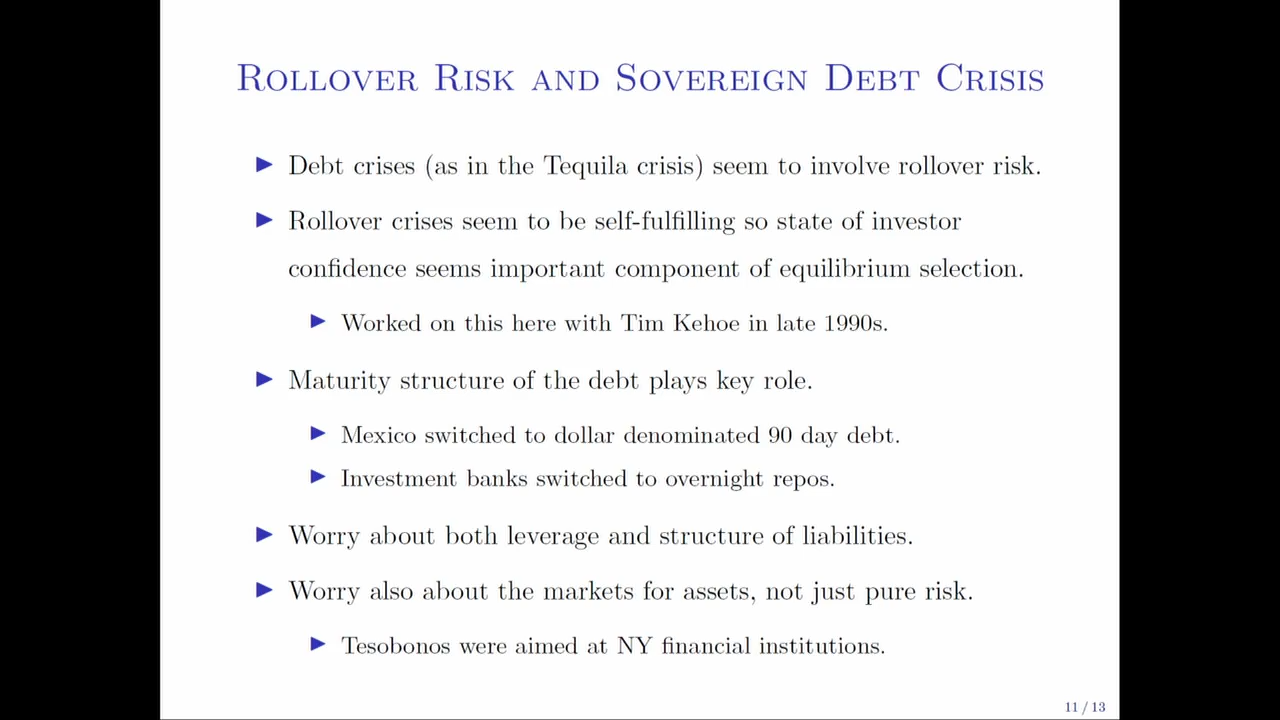 Rollover Risk and Sovereign Debt Crisis
Debt crises (as in the Tequila crisis) seem to involve rollover risk.
Rollover crises seem to be self-fulfilling so state of investor
confidence seems important component of equilibrium selection.
Worked on this here with Tim Kehoe in late 1990s.
Maturity structure of the debt plays key role.
Mexico switched to dollar denominated 90 day debt.
Investment banks switched to overnight repos.
Worry about both leverage and structure of liabilities.
Worry also about the markets for assets, not just pure risk.
Tesobonos were aimed at NY financial institutions.
11 / 13